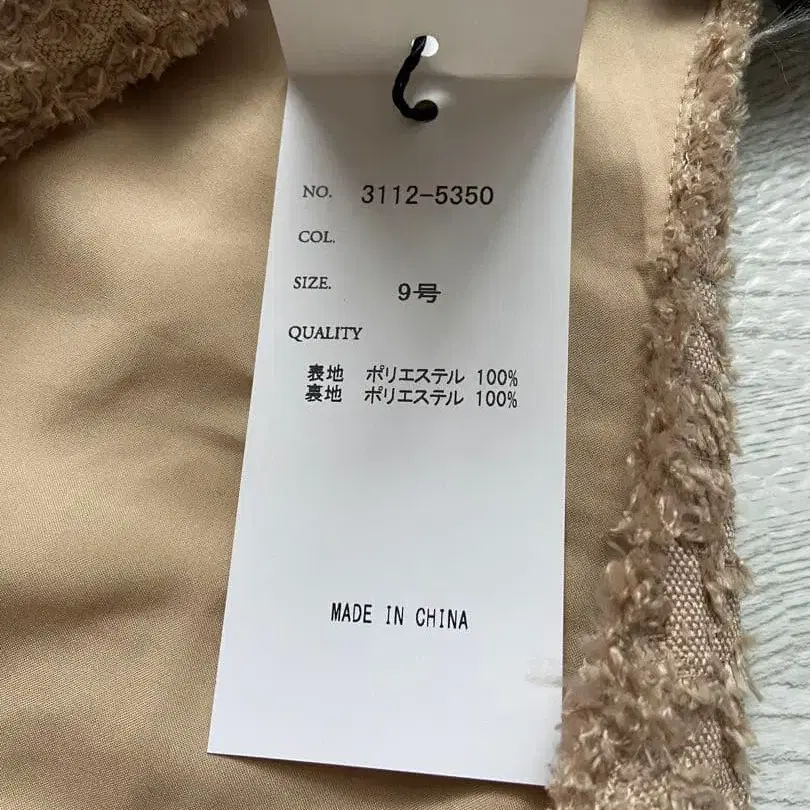 NO. 3112-5350
COL.
SIZE. 9号
QUALITY
表地 ポリエステル 100%
裏地 ポリエステル 100%
MADE IN CHINA